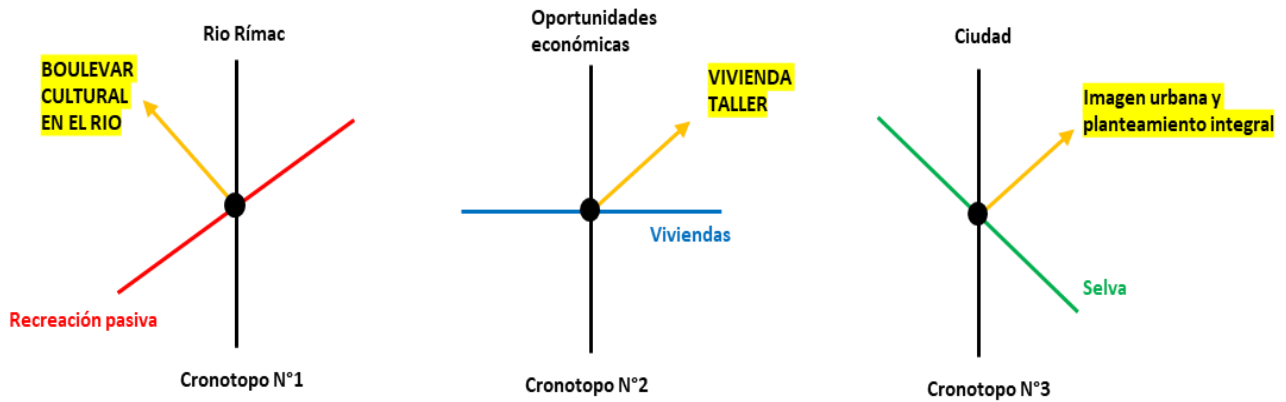 Rio Rímac
BOULEVAR
CULTURAL
EN EL RIO
Recreación pasiva
Cronotopo N°1
Oportunidades
económicas
VIVIENDA
TALLER
Viviendas
Cronotopo N°2
Ciudad
Imagen urbana y
planteamiento integral
Selva
Cronotopo N°3